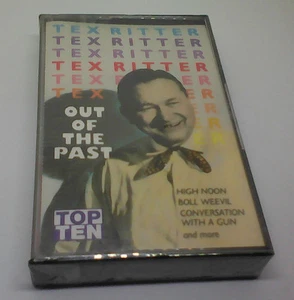 TEX RITTER
TEX RITTER
TEX RITTER
TEX RITTER
TEX RITTER
TEX
OUT
OF
THE
PAST
HIGH NOON
BOLL WEEVIL
CONVERSATION
WITH A GUN
and more
TOP
TEN